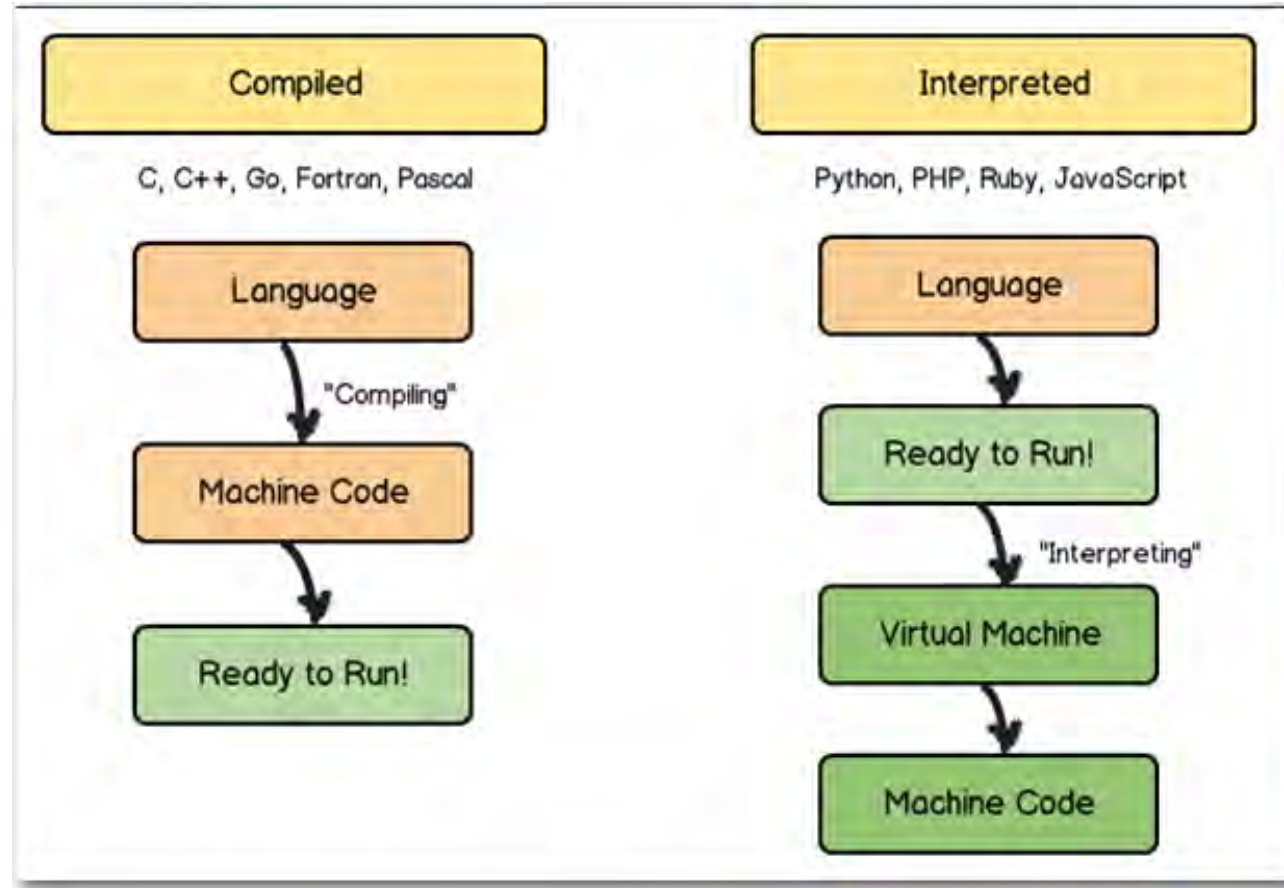 Compiled
C, C++, Go, Fortran, Pascal
Language
"Compiling"
Machine Code
Ready to Run!
Interpreted
Python, PHP, Ruby, JavaScript
Language
Ready to Run!
"Interpreting"
Virtual Machine
Machine Code